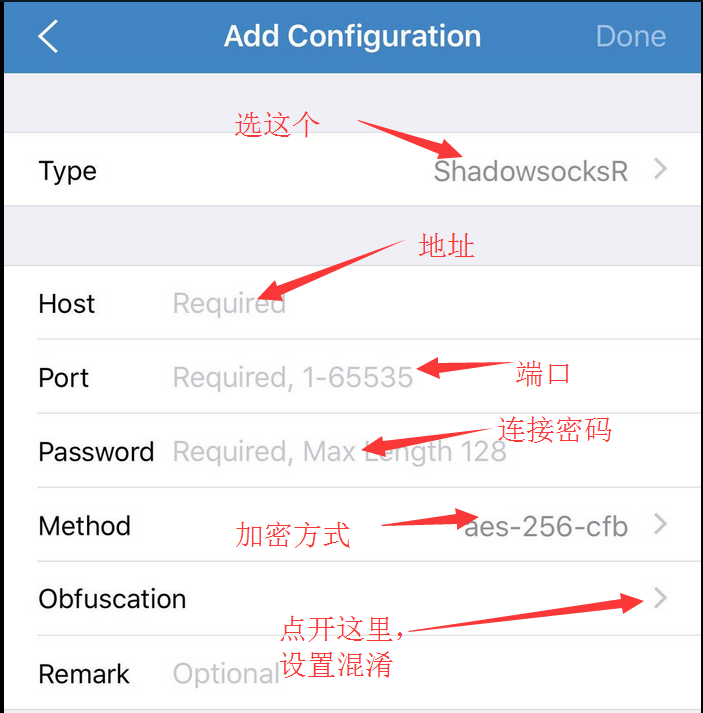 Add Configuration Done
选这个
Type ShadowsocksR
地址
Host Required
Port Required, 1-65535 端口
连接密码
Password Required, Max Length 128
Method aes-256-cfb
加密方式
Obfuscation
点开这里，
设置混淆
Remark Optional